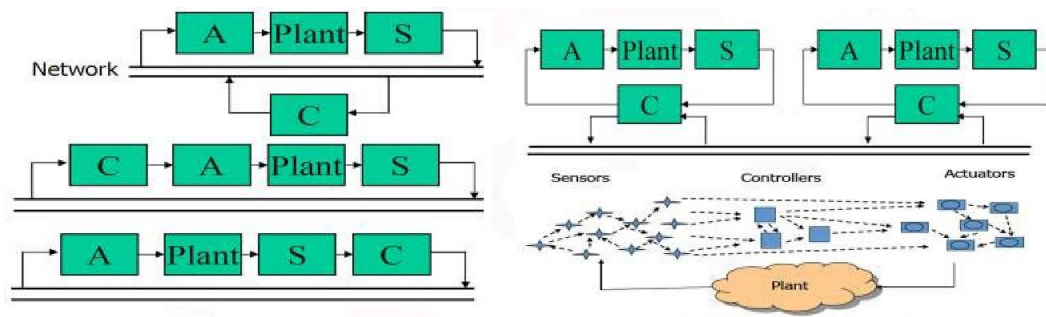 A Plant S
Network
C
C A Plant S
A Plant S C
A Plant S
C
A Plant S
C
Sensors Controllers Actuators
Plant